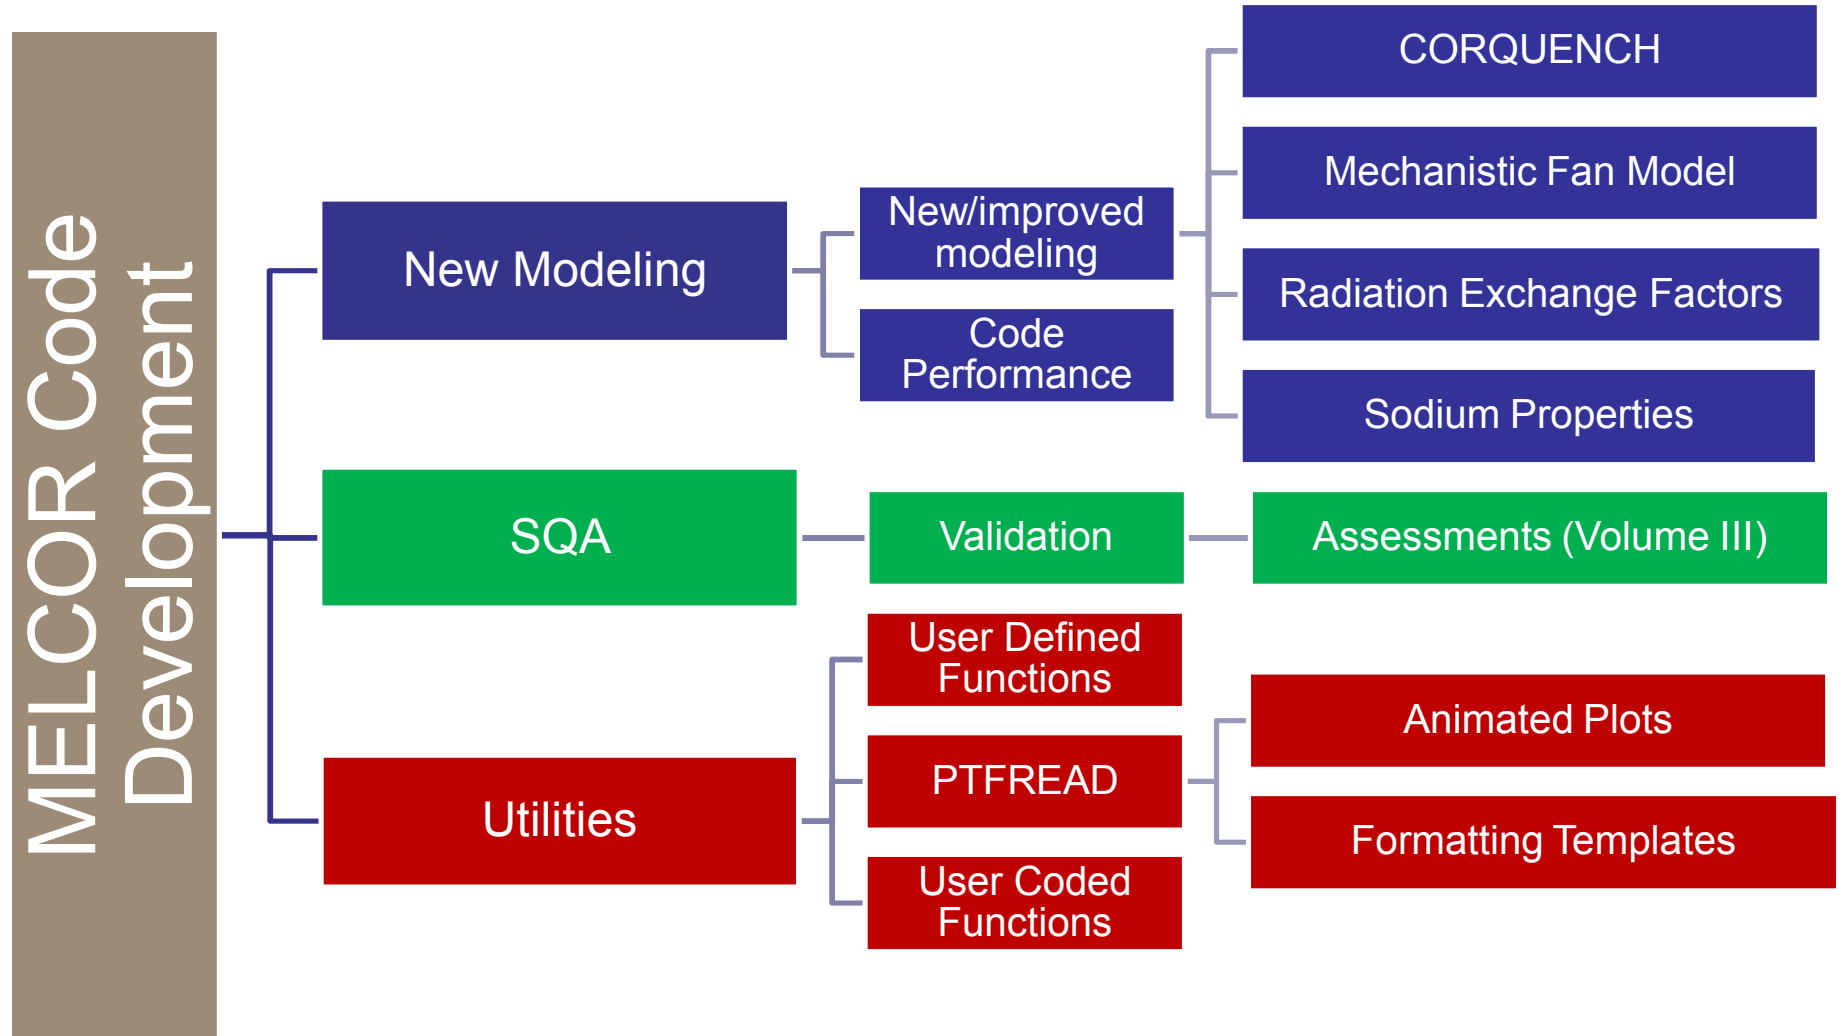 MELCOR Code
Development
New Modeling
New/improved
modeling
Code
Performance
CORQUENCH
Mechanistic Fan Model
Radiation Exchange Factors
Sodium Properties
SQA
Validation
Assessments (Volume III)
Utilities
User Defined
Functions
PTFREAD
User Coded
Functions
Animated Plots
Formatting Templates